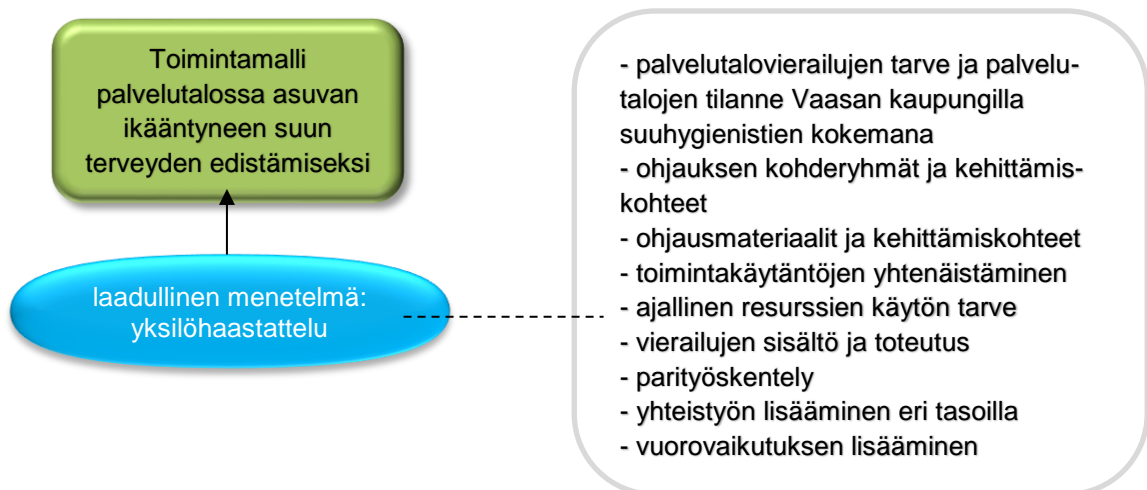 Toimintamalli
palvelutalossa asuvan
ikääntyneen suun
terveyden edistämiseksi
laadullinen menetelmä:
yksilöhaastattelu
- palvelutalovierailujen tarve ja palvelu-
talojen tilanne Vaasan kaupungilla
suuhygienistien kokemana
- ohjauksen kohderyhmät ja kehittämis-
kohteet
- ohjausmateriaalit ja kehittämiskohteet
- toimintakäytäntöjen yhtenäistäminen
- ajallinen resurssien käytön tarve
- vierailujen sisältö ja toteutus
- parityöskentely
- yhteistyön lisääminen eri tasoilla
- vuorovaikutuksen lisääminen